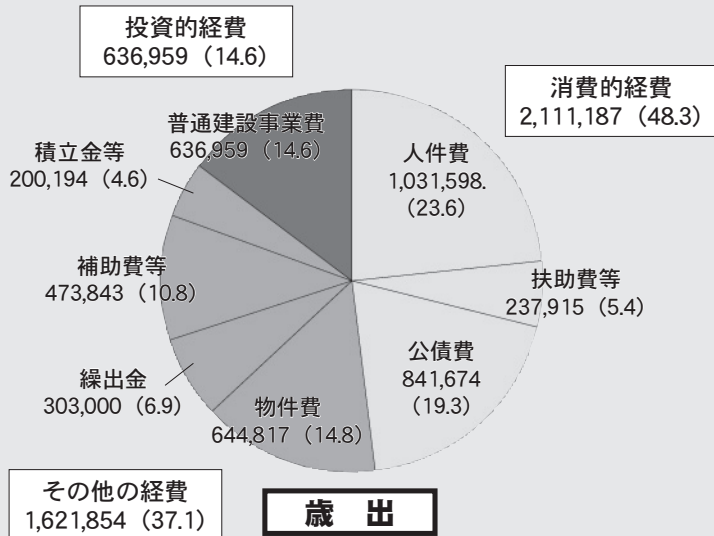 投資的経費
636,959（14.6）
消費的経費
2,111,187（48.3）
普通建設事業費
636,959（14.6）
人件費
1,031,598.
（23.6）
積立金等
200,194（4.6）
扶助費等
237,915（5.4）
補助費等
473,843（10.8）
公債費
841,674
（19.3）
繰出金
303,000（6.9）
物件費
644,817（14.8）
その他の経費
1,621,854（37.1）
歳　出